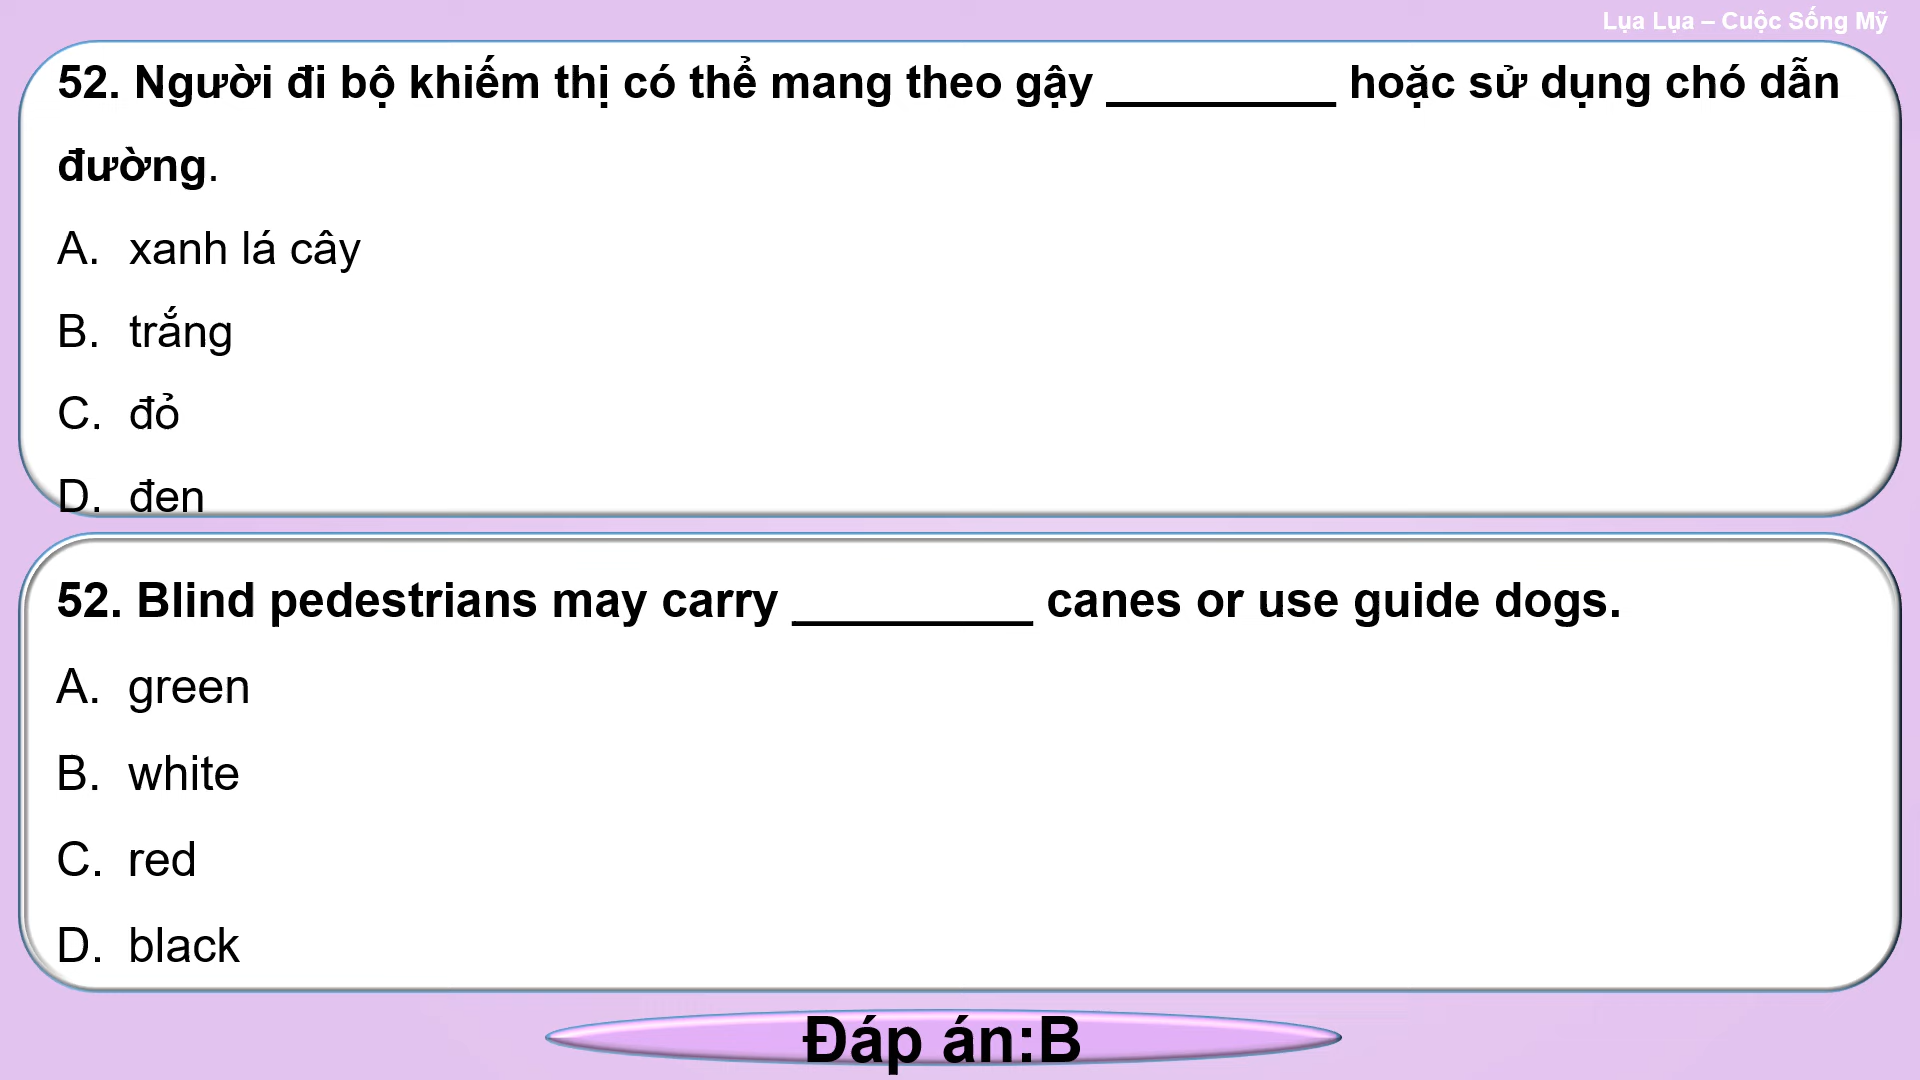 Lụa Lụa – Cuộc Sống Mỹ
52. Người đi bộ khiếm thị có thể mang theo gậy _________ hoặc sử dụng chó dẫn
đường.
A. xanh lá cây
B. trắng
C. đỏ
D. đen
52. Blind pedestrians may carry _________ canes or use guide dogs.
A. green
B. white
C. red
D. black
Đáp án:B